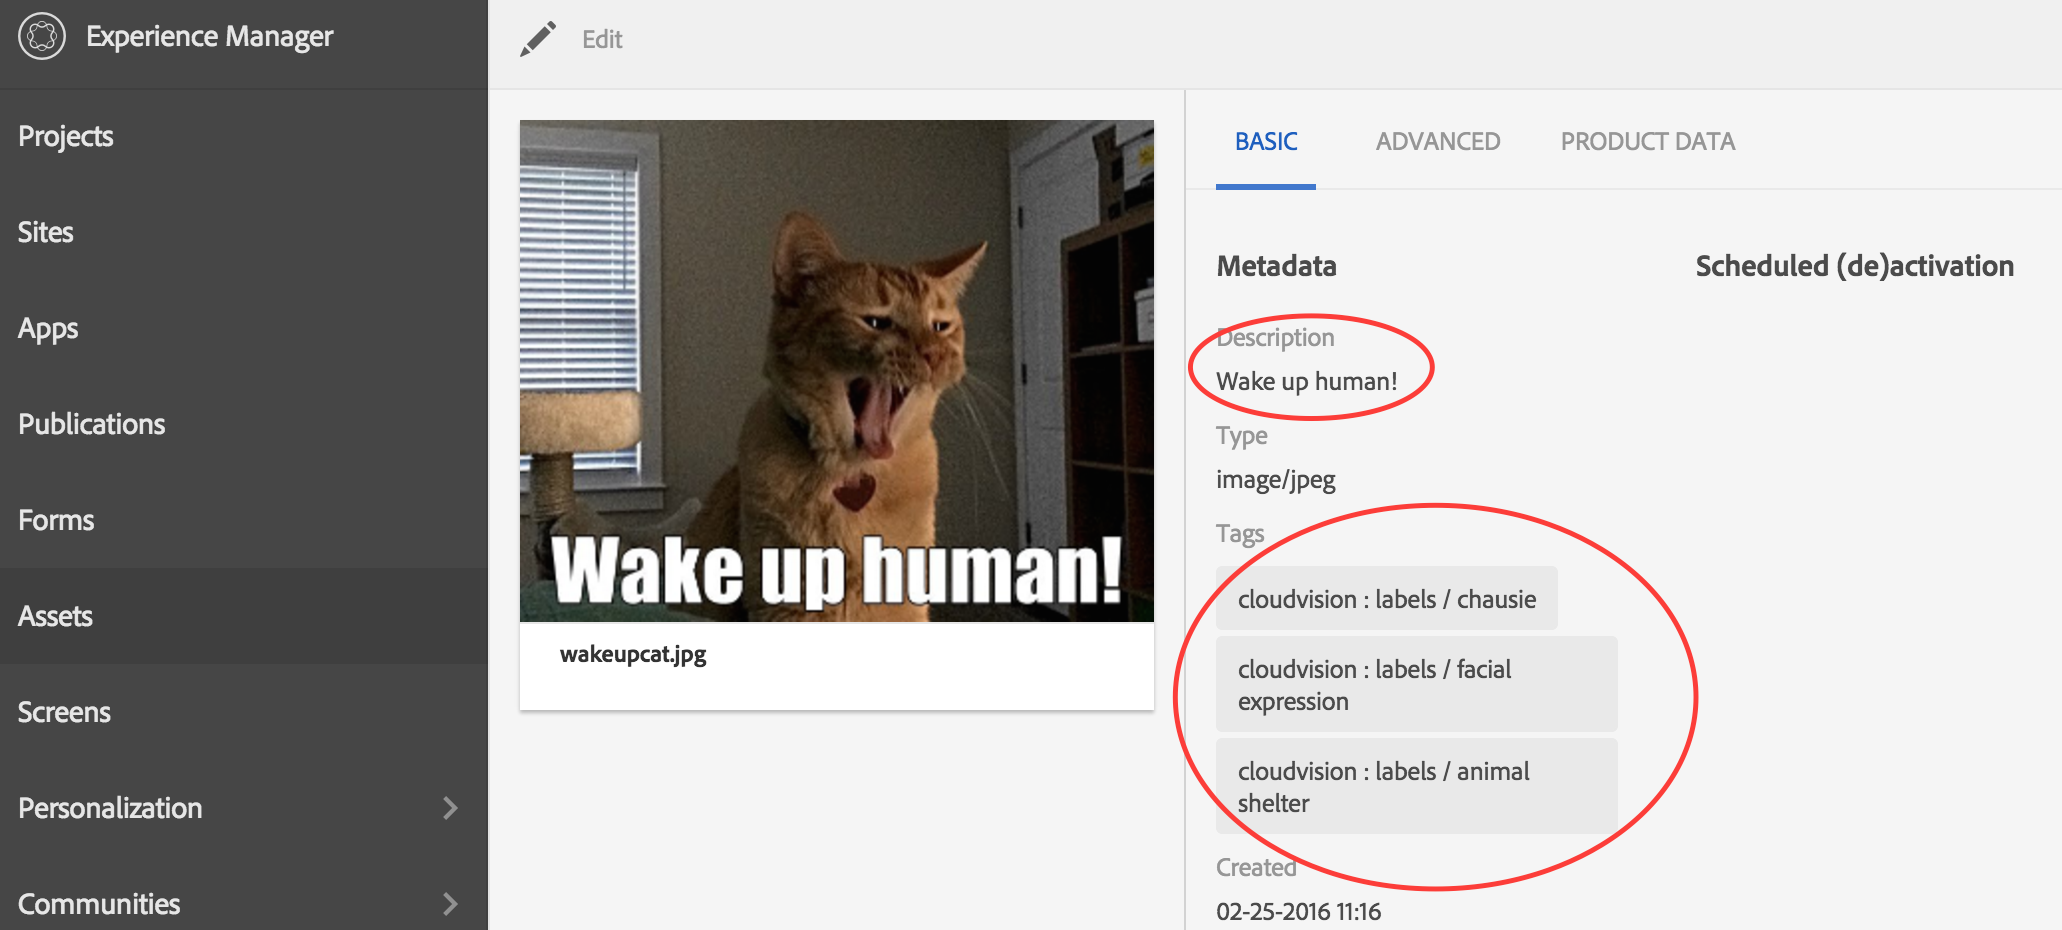 Experience Manager
Projects
Sites
Apps
Publications
Forms
Assets
Screens
Personalization
Communities
Edit
Wake up human!
wakeupcat.jpg
BASIC
ADVANCED
PRODUCT DATA
Metadata
Scheduled (de)activation
Description
Wake up human!
Type
image/jpeg
Tags
cloudvision : labels / chausie
cloudvision : labels / facial
expression
cloudvision : labels / animal
shelter
Created
02-25-2016 11:16